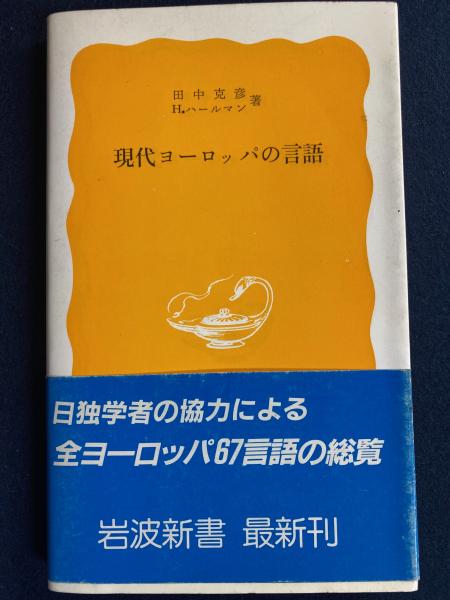 田中克彦
H.ハールマン 著
現代ヨーロッパの言語
日独学者の協力による
全ヨーロッパ67言語の総覧
岩波新書 最新刊